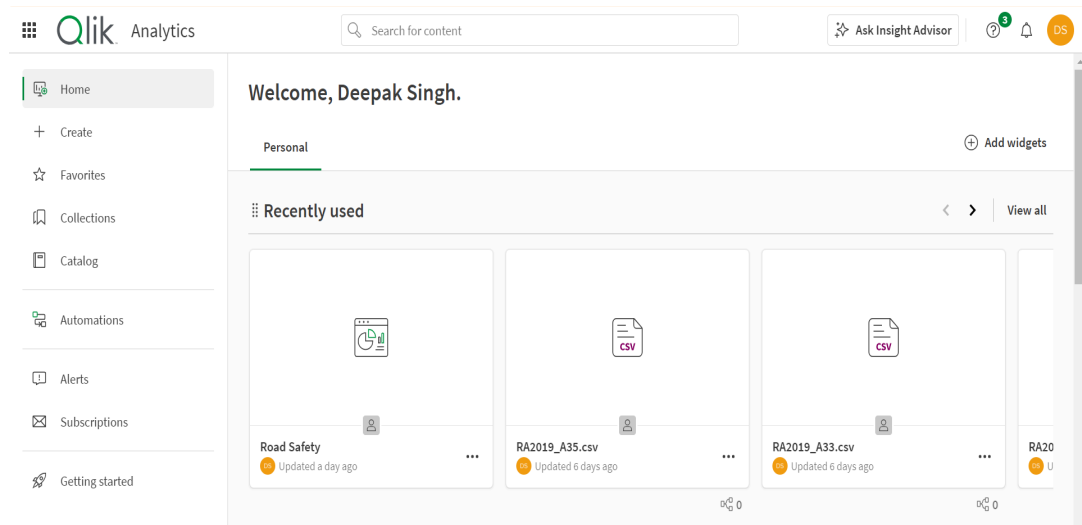 Qlik Analytics
Search for content
Ask Insight Advisor
3
DS
Home
Create
Favorites
Collections
Catalog
Automations
Alerts
Subscriptions
Getting started
Welcome, Deepak Singh.
Personal
Add widgets
Recently used
View all
CSV
CSV
Road Safety
DS Updated a day ago
RA2019_A35.csv
DS Updated 6 days ago
0
RA2019_A33.csv
DS Updated 6 days ago
0
RA20
DS U